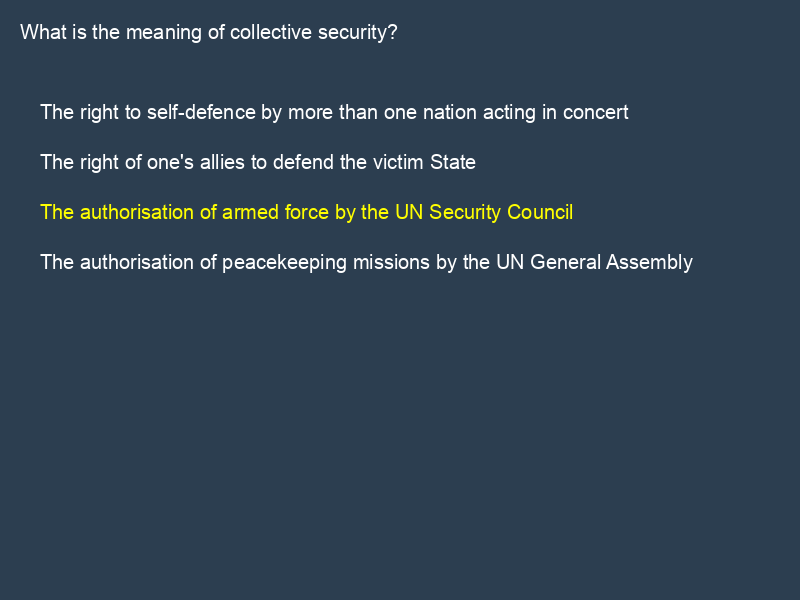 What is the meaning of collective security?
The right to self-defence by more than one nation acting in concert
The right of one's allies to defend the victim State
The authorisation of armed force by the UN Security Council
The authorisation of peacekeeping missions by the UN General Assembly